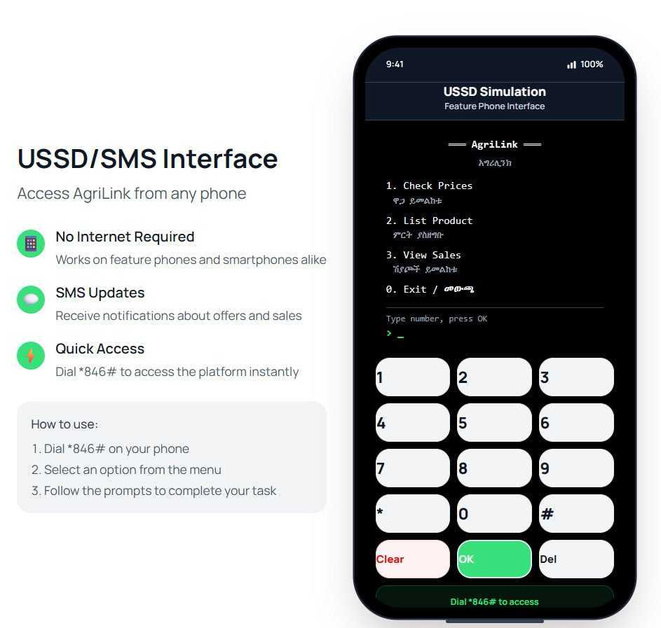 USSD/SMS Interface
Access AgriLink from any phone
No Internet Required
Works on feature phones and smartphones alike
SMS Updates
Receive notifications about offers and sales
Quick Access
Dial *846# to access the platform instantly
How to use:
1. Dial *846# on your phone
2. Select an option from the menu
3. Follow the prompts to complete your task
9:41
100%
USSD Simulation
Feature Phone Interface
══ AgriLink ══
አግሪሊንክ
1. Check Prices
ዋጋ ይመልከቱ
2. List Product
ምርት ያስዘግቡ
3. View Sales
ሽያጮች ይመልከቱ
0. Exit / መውጫ
Type number, press OK
> _
1 2 3
4 5 6
7 8 9
* 0 #
Clear OK Del
Dial *846# to access